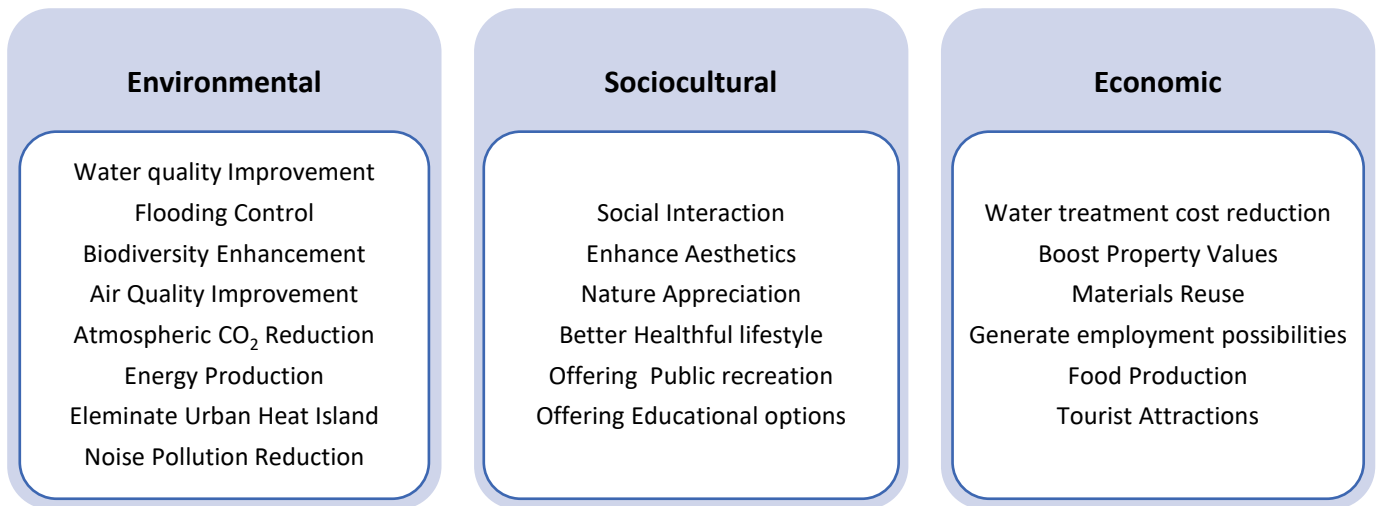 Environmental
Water quality Improvement
Flooding Control
Biodiversity Enhancement
Air Quality Improvement
Atmospheric CO₂ Reduction
Energy Production
Eleminate Urban Heat Island
Noise Pollution Reduction
Sociocultural
Social Interaction
Enhance Aesthetics
Nature Appreciation
Better Healthful lifestyle
Offering  Public recreation
Offering Educational options
Economic
Water treatment cost reduction
Boost Property Values
Materials Reuse
Generate employment possibilities
Food Production
Tourist Attractions